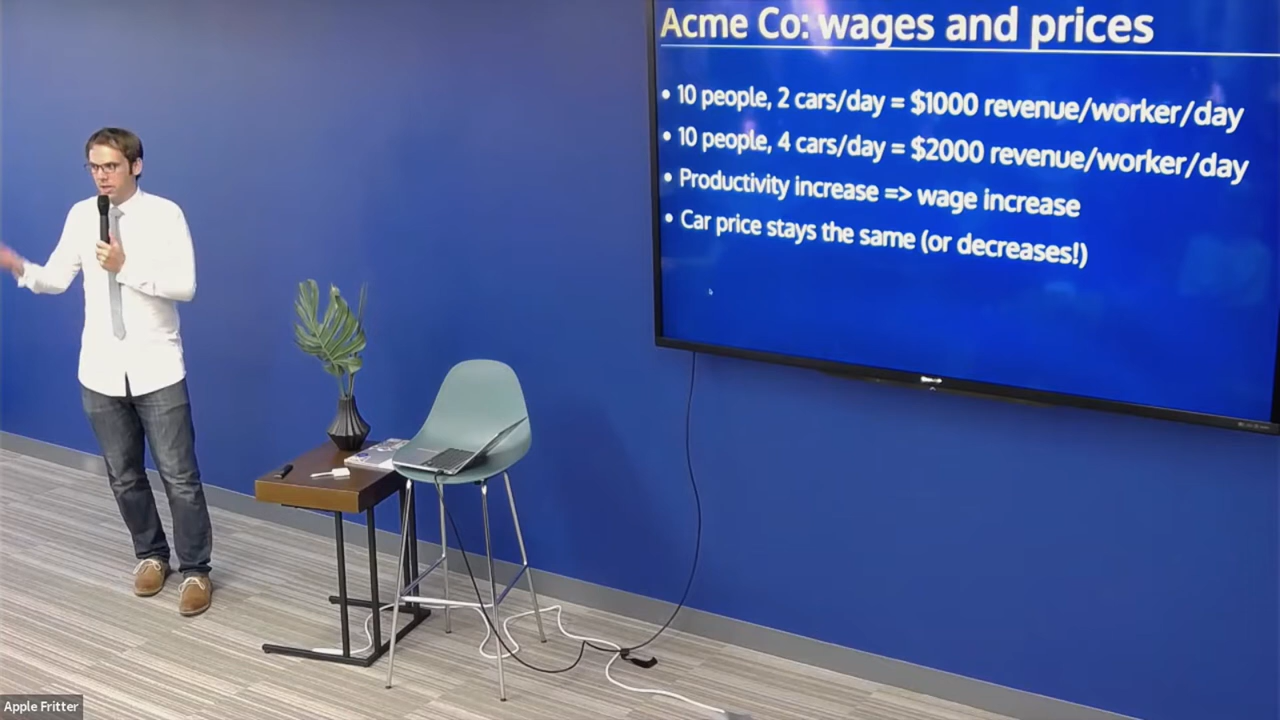 Acme Co: wages and prices
• 10 people, 2 cars/day = $1000 revenue/worker/day
• 10 people, 4 cars/day = $2000 revenue/worker/day
• Productivity increase => wage increase
• Car price stays the same (or decreases!)
Apple Fritter